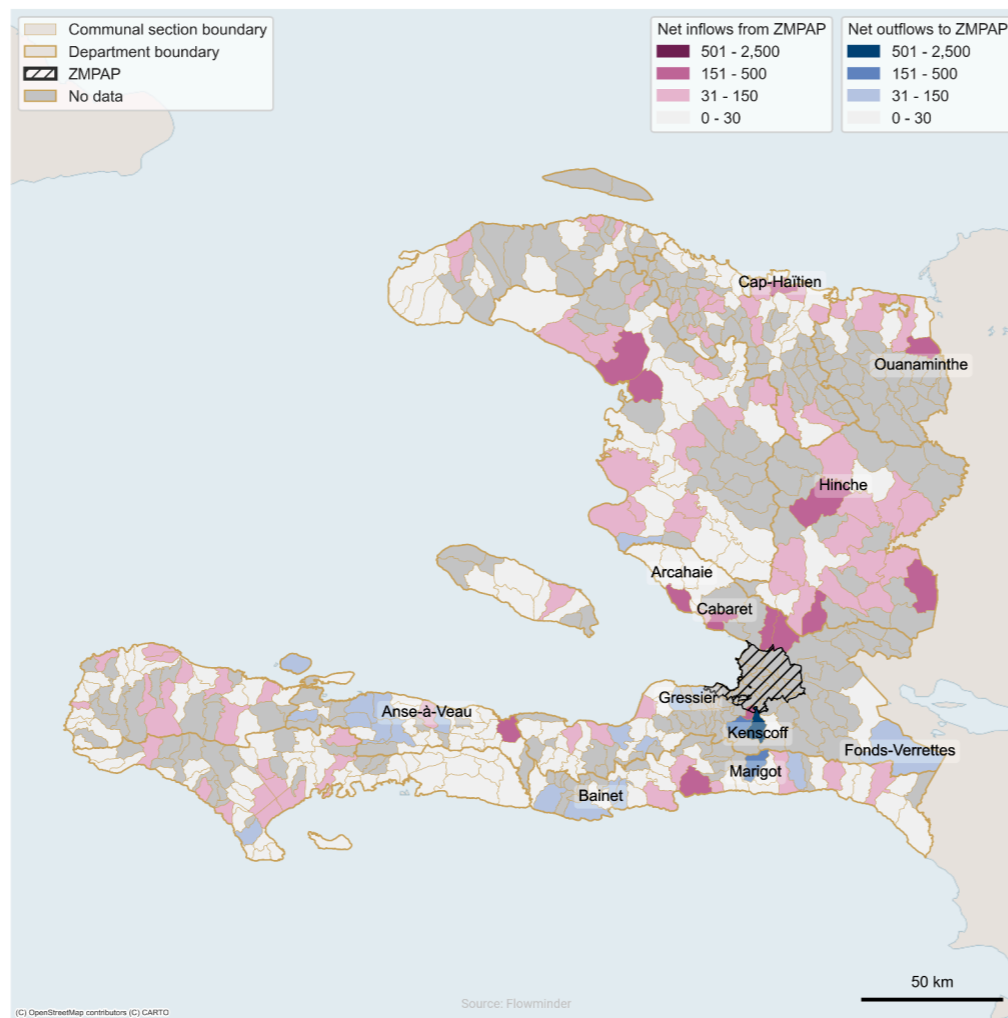 Communal section boundary
Department boundary
ZMPAP
No data
Net inflows from ZMPAP
501 - 2,500
151 - 500
31 - 150
0 - 30
Net outflows to ZMPAP
501 - 2,500
151 - 500
31 - 150
0 - 30
Cap-Haïtien
Ouanaminthe
Hinche
Arcahaie
Cabaret
Gressier
Anse-à-Veau
Kenscoff
Fonds-Verrettes
Marigot
Bainet
50 km
Source: Flowminder
(C) OpenStreetMap contributors (C) CARTO